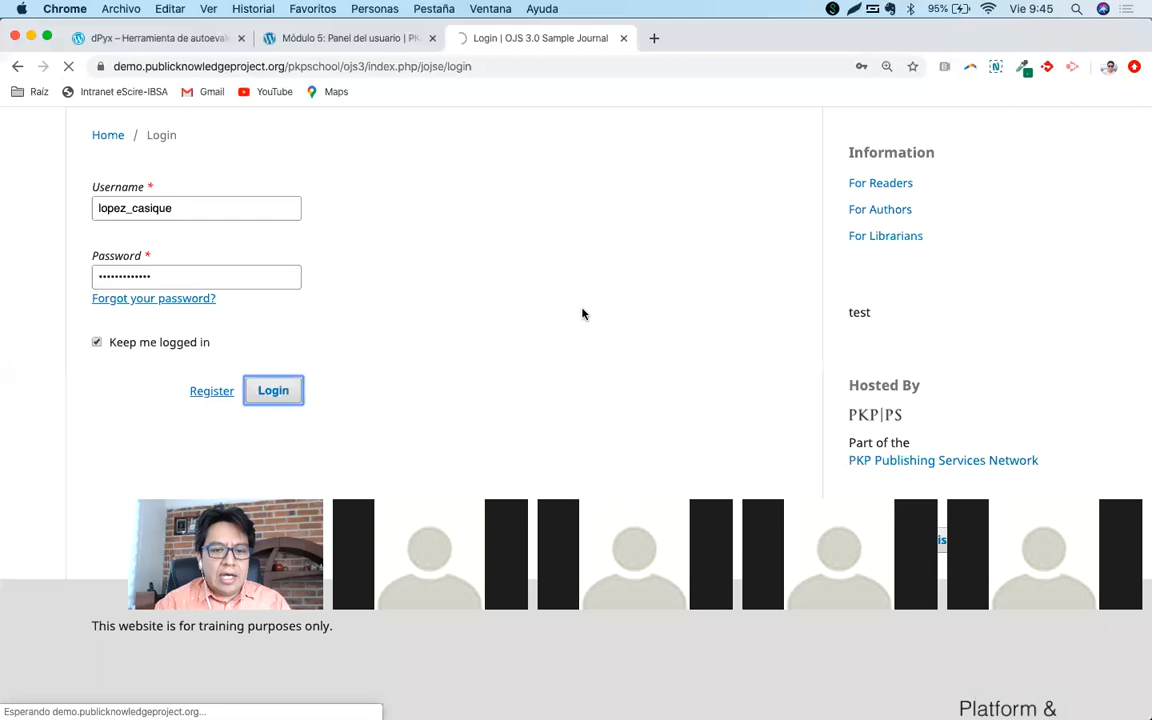 Chrome Archivo Editar Ver Historial Favoritos Personas Pestaña Ventana Ayuda 95% Vie 9:45
dPyx – Herramienta de autoeval
Módulo 5: Panel del usuario | PK
Login | OJS 3.0 Sample Journal
demo.publicknowledgeproject.org/pkpschool/ojs3/index.php/jojse/login
Raíz Intranet eScire-IBSA Gmail YouTube Maps
Home / Login
Username *
lopez_casique
Password *
•••••••••••••
Forgot your password?
Keep me logged in
Register Login
Information
For Readers
For Authors
For Librarians
test
Hosted By
PKP|PS
Part of the
PKP Publishing Services Network
is
This website is for training purposes only.
Platform &
Esperando demo.publicknowledgeproject.org...